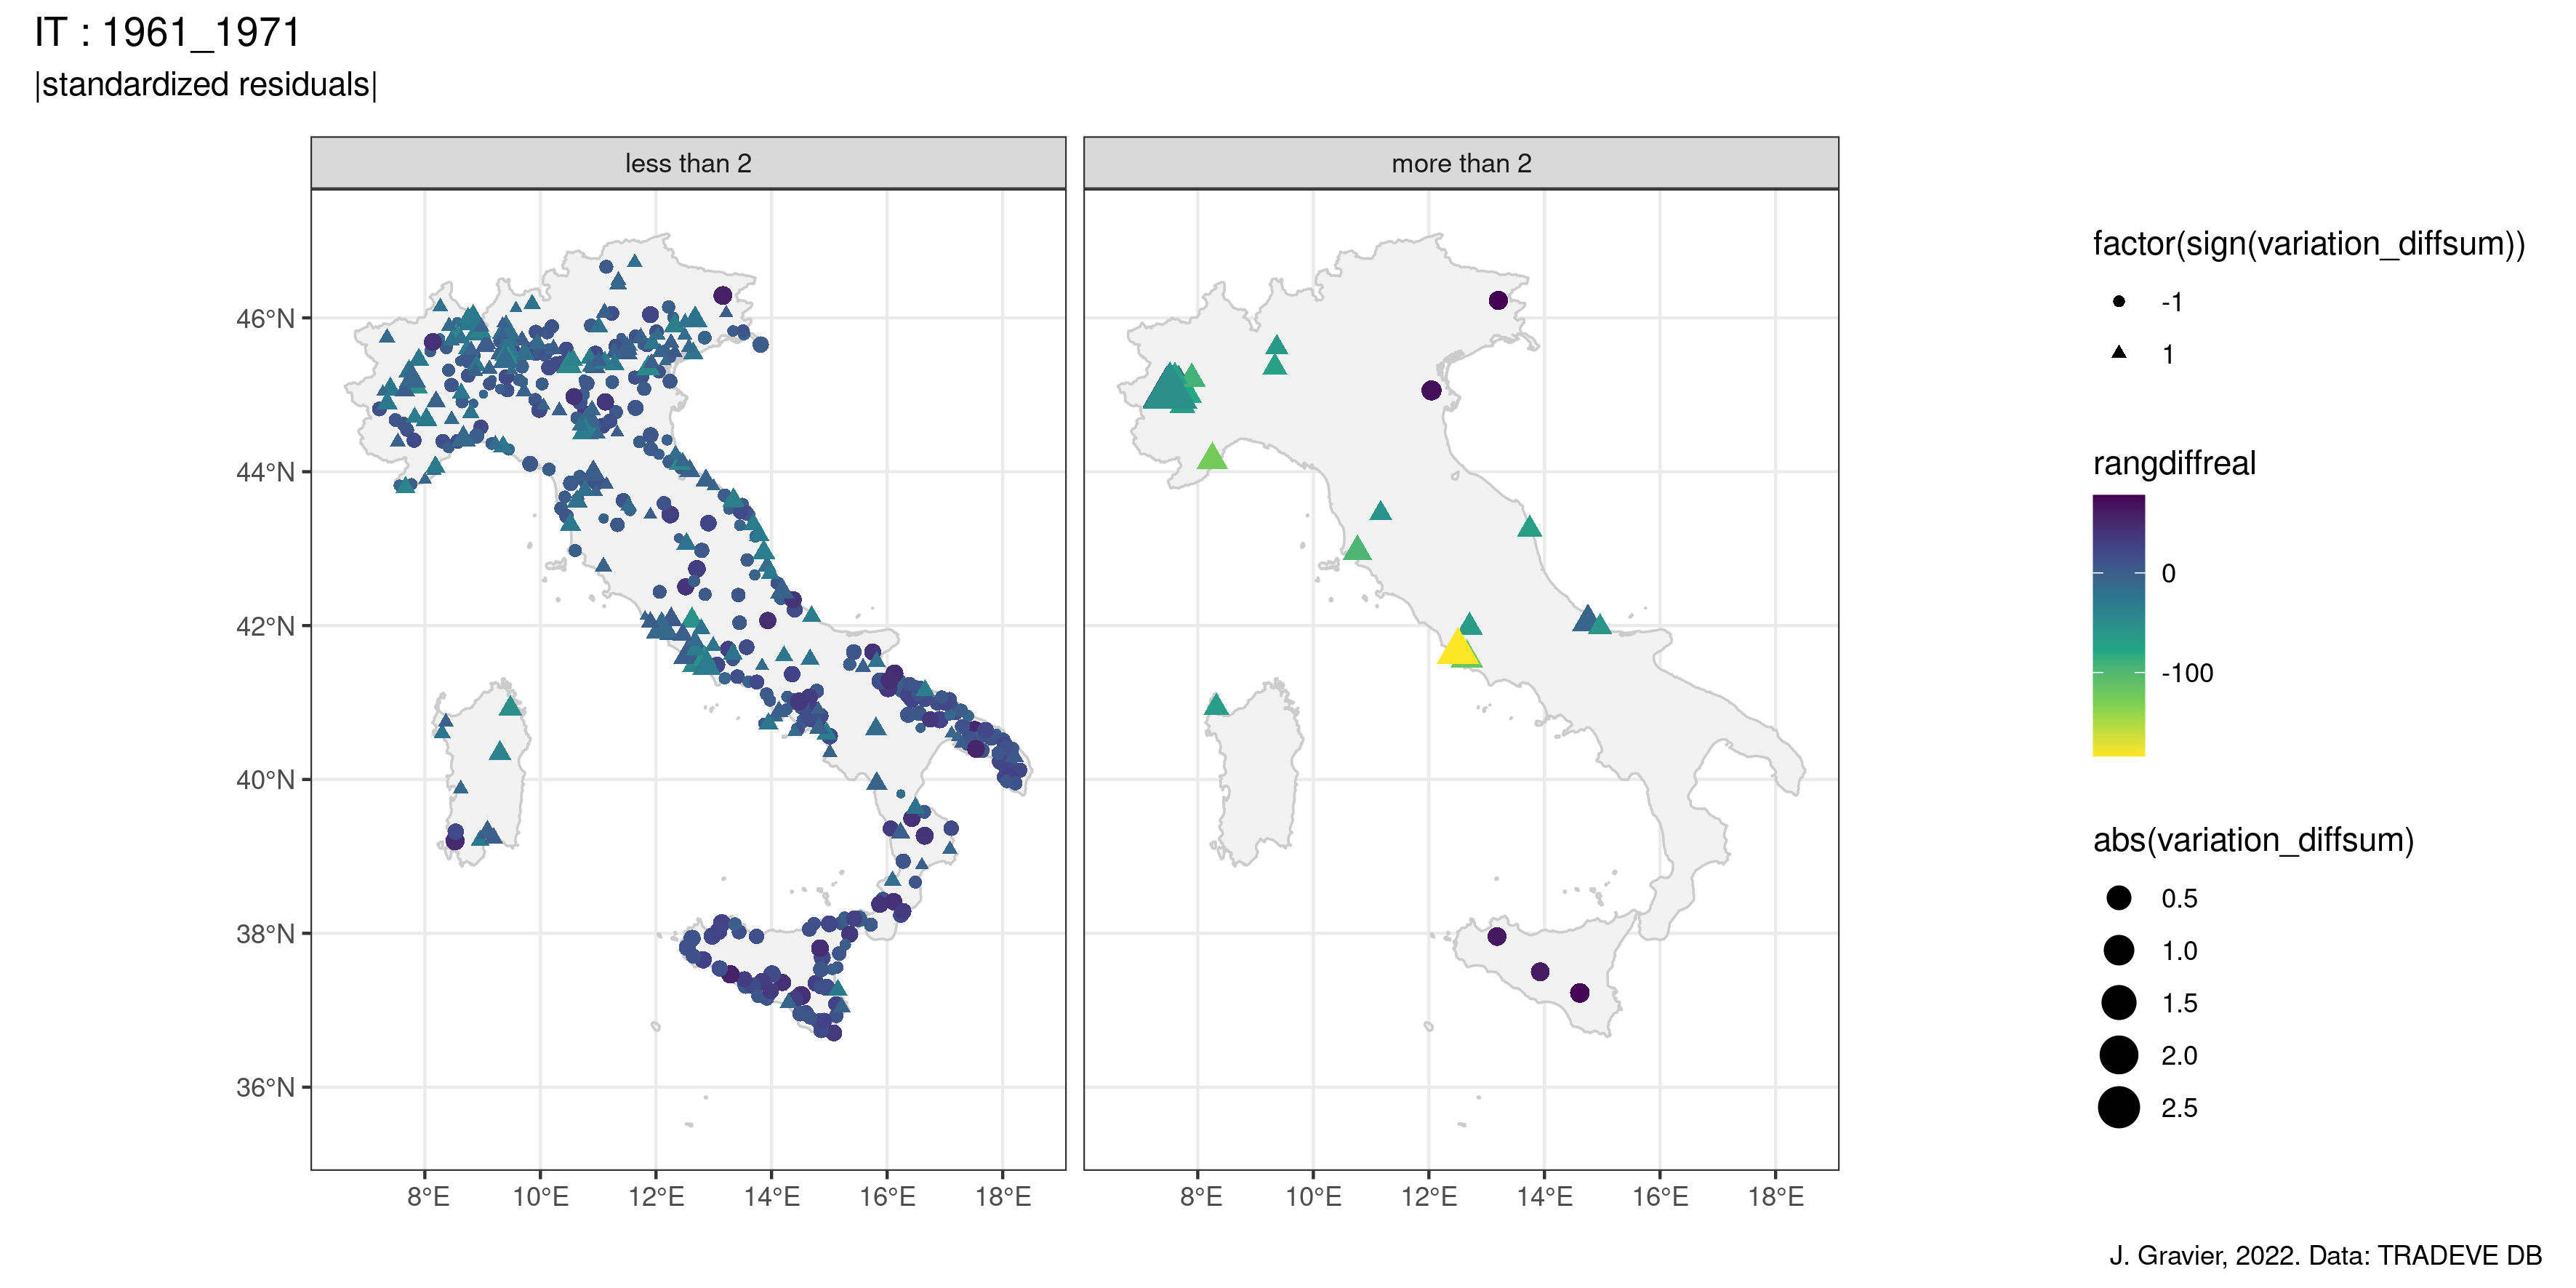 IT : 1961_1971
|standardized residuals|
less than 2
more than 2
46°N
44°N
42°N
40°N
38°N
36°N
8°E 10°E 12°E 14°E 16°E 18°E
8°E 10°E 12°E 14°E 16°E 18°E
factor(sign(variation_diffsum))
-1
1
rangdiffreal
0
-100
abs(variation_diffsum)
0.5
1.0
1.5
2.0
2.5
J. Gravier, 2022. Data: TRADEVE DB